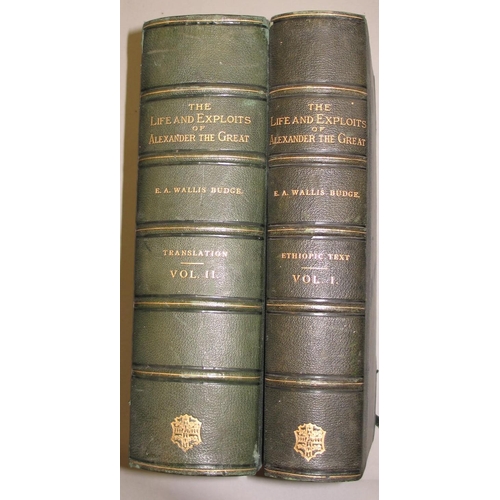 THE
LIFE AND EXPLOITS
OF
ALEXANDER THE GREAT
E. A. WALLIS BUDGE.
TRANSLATION
VOL. II.
THE
LIFE AND EXPLOITS
OF
ALEXANDER THE GREAT
E. A. WALLIS BUDGE.
ETHIOPIC TEXT
VOL. I.